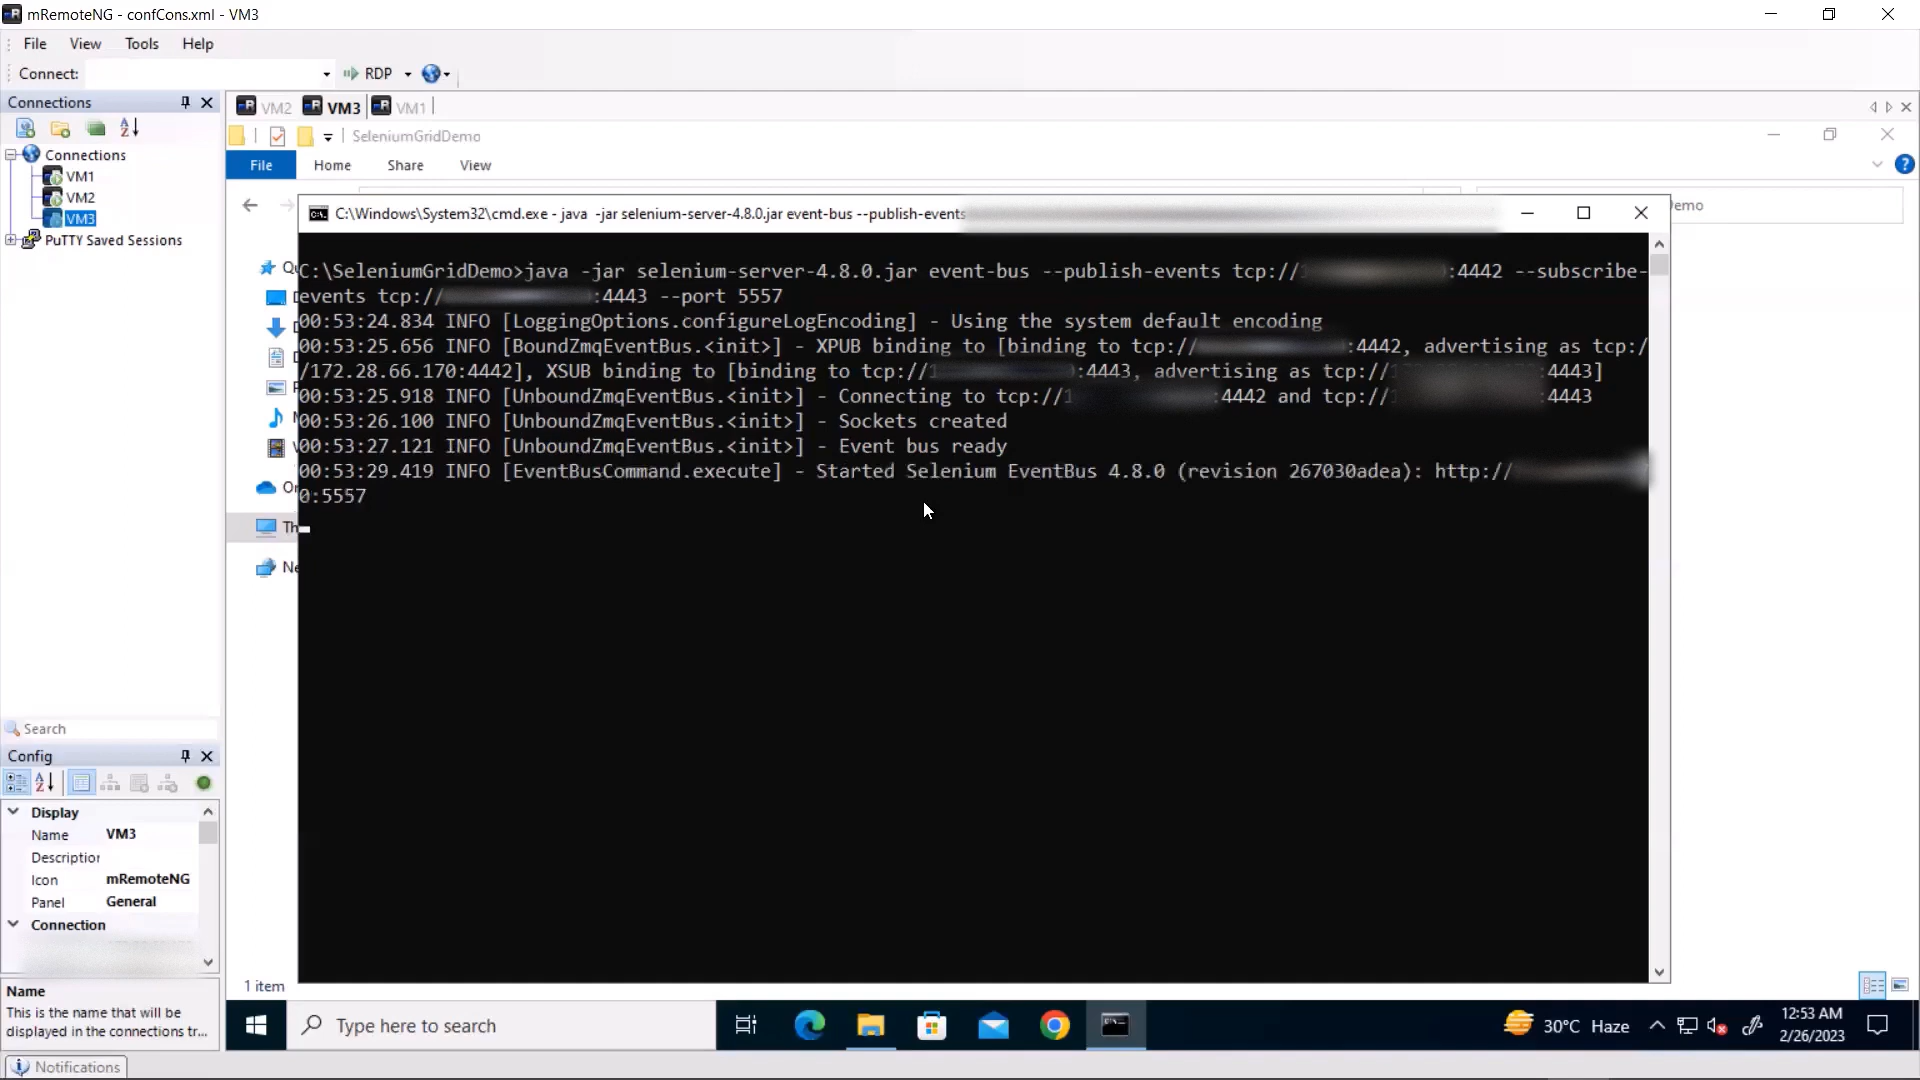 mRemoteNG - confCons.xml - VM3
File View Tools Help
Connect: RDP
Connections
VM2 VM3 VM1
SeleniumGridDemo
File Home Share View
Connections
VM1
VM2
VM3
PuTTY Saved Sessions
C:\Windows\System32\cmd.exe - java -jar selenium-server-4.8.0.jar event-bus --publish-events
C:\SeleniumGridDemo>java -jar selenium-server-4.8.0.jar event-bus --publish-events tcp://1 :4442 --subscribe-
events tcp:// :4443 --port 5557
00:53:24.834 INFO [LoggingOptions.configureLogEncoding] - Using the system default encoding
00:53:25.656 INFO [BoundZmqEventBus.<init>] - XPUB binding to [binding to tcp:// :4442, advertising as tcp:/
/172.28.66.170:4442], XSUB binding to [binding to tcp://1 :4443, advertising as tcp://1 :4443]
00:53:25.918 INFO [UnboundZmqEventBus.<init>] - Connecting to tcp://1 :4442 and tcp://1 :4443
00:53:26.100 INFO [UnboundZmqEventBus.<init>] - Sockets created
00:53:27.121 INFO [UnboundZmqEventBus.<init>] - Event bus ready
00:53:29.419 INFO [EventBusCommand.execute] - Started Selenium EventBus 4.8.0 (revision 267030adea): http://
0:5557
Search
Config
Display
Name VM3
Description
Icon mRemoteNG
Panel General
Connection
1 item
Name
This is the name that will be
displayed in the connections tr...
Type here to search
30°C Haze
12:53 AM
2/26/2023
Notifications